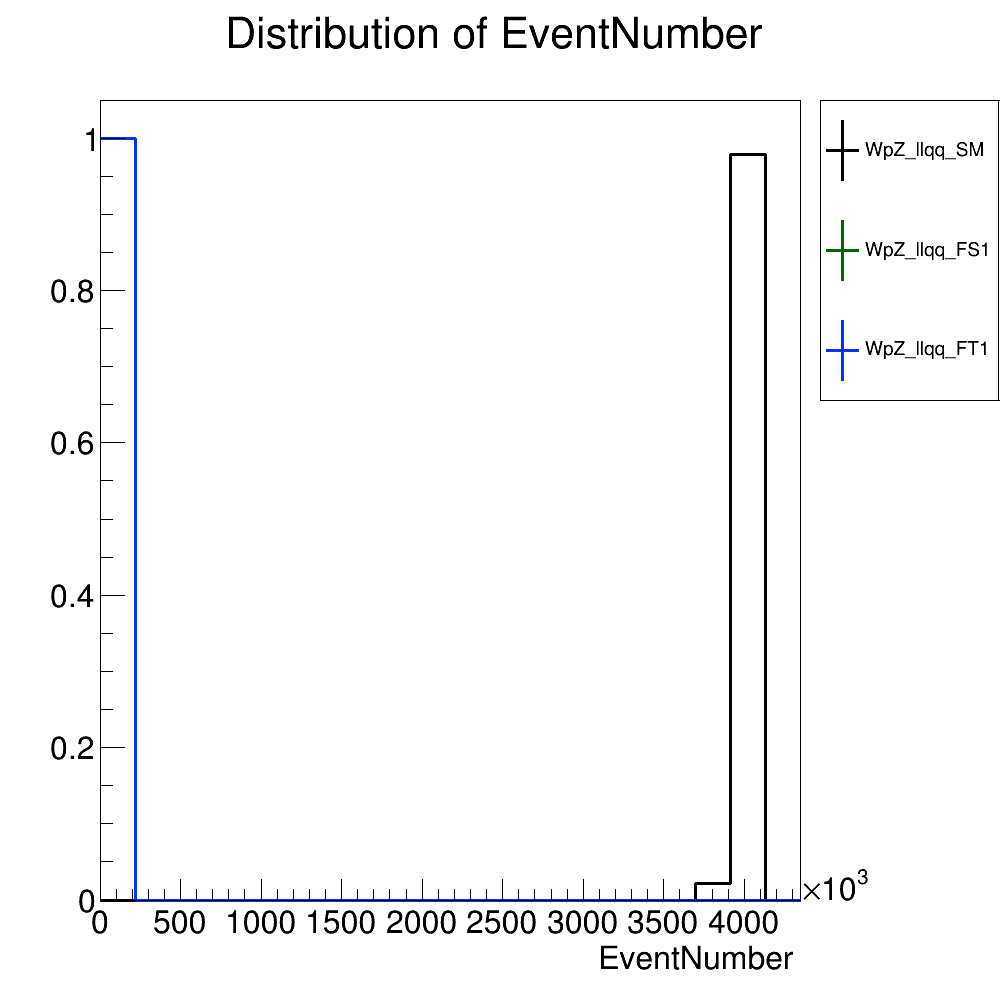 Distribution of EventNumber
1
0.8
0.6
0.4
0.2
0
0 500 1000 1500 2000 2500 3000 3500 4000
×10³
EventNumber
WpZ_llqq_SM
WpZ_llqq_FS1
WpZ_llqq_FT1